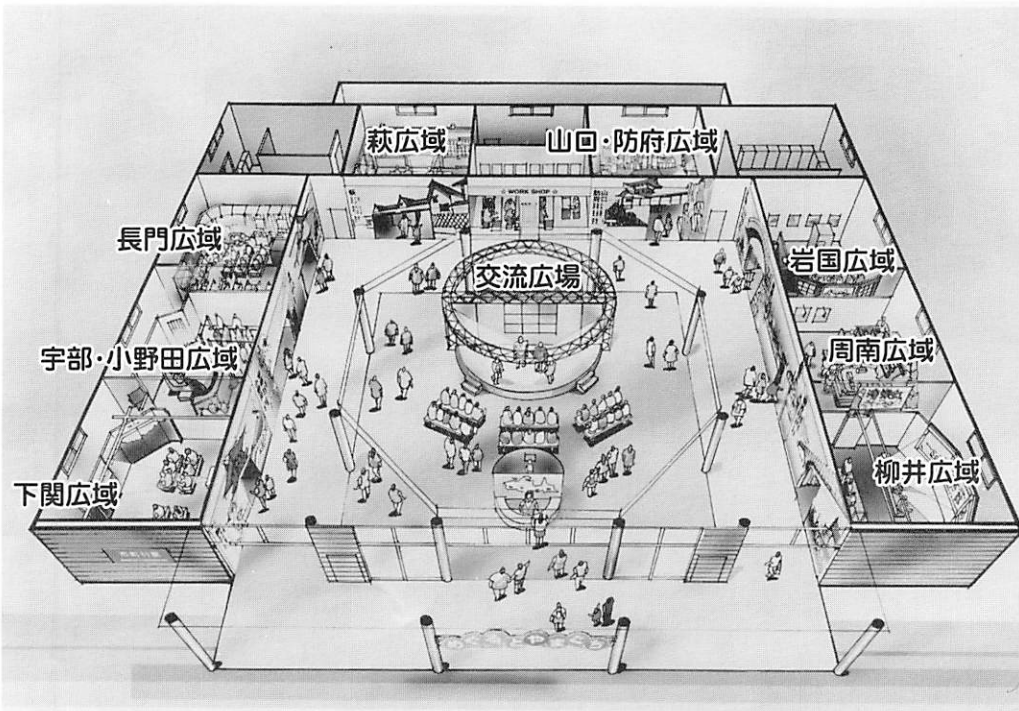 萩広域
山口・防府広域
☆ WORK SHOP ☆
長門広域
交流広場
岩国広域
宇部・小野田広域
周南広域
下関広域
柳井広域